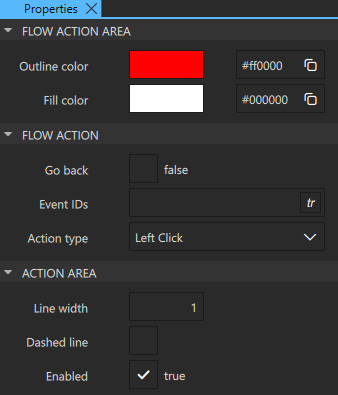 Properties
FLOW ACTION AREA
Outline color #ff0000
Fill color #000000
FLOW ACTION
Go back false
Event IDs tr
Action type Left Click
ACTION AREA
Line width 1
Dashed line
Enabled true